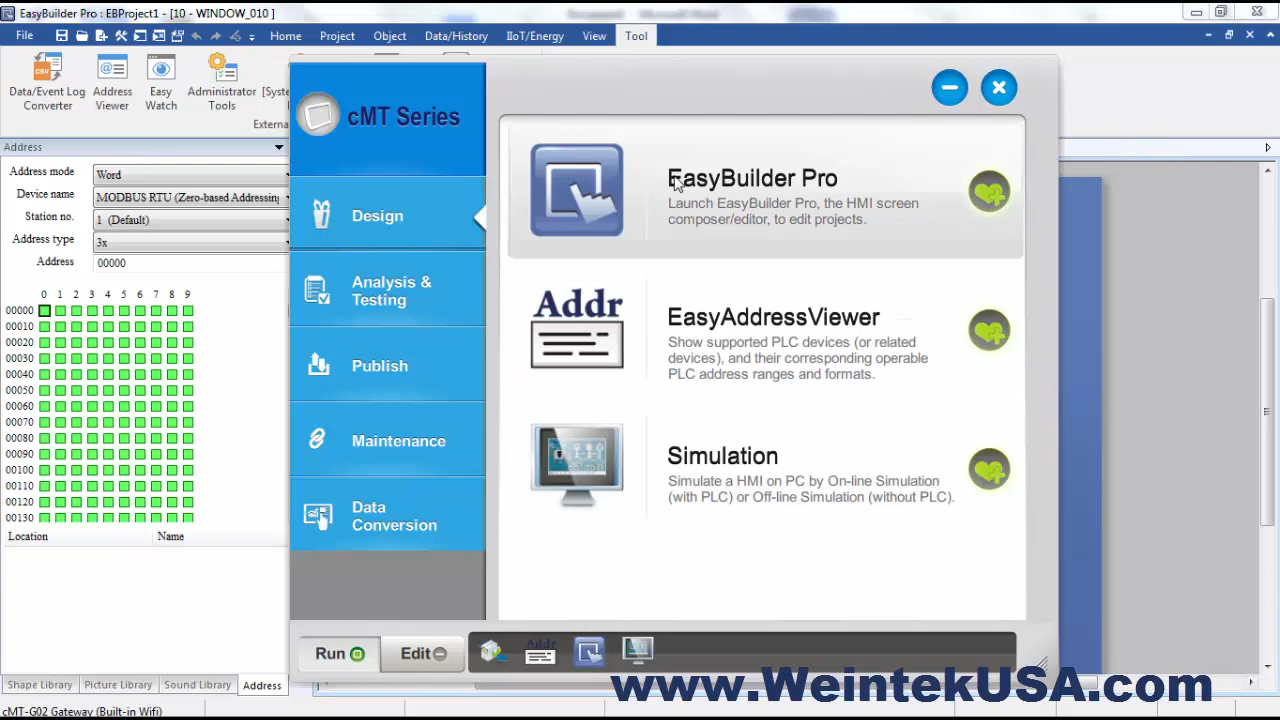 EasyBuilder Pro : EBProject1 - [10 - WINDOW_010 ]
File Home Project Object Data/History IIoT/Energy View Tool
Data/Event Log Converter
Address Viewer
Easy Watch
Administrator Tools
[Syste
Externa
Address
Address mode Word
Device name MODBUS RTU (Zero-based Addressing
Station no. 1 (Default)
Address type 3x
Address 00000
0 1 2 3 4 5 6 7 8 9
00000
00010
00020
00030
00040
00050
00060
00070
00080
00090
00100
00110
00120
00130
Location Name
Shape Library Picture Library Sound Library Address
cMT-G02 Gateway (Built-in Wifi)
cMT Series
Design
Analysis &
Testing
Publish
Maintenance
Data
Conversion
EasyBuilder Pro
Launch EasyBuilder Pro, the HMI screen
composer/editor, to edit projects.
Addr
EasyAddressViewer
Show supported PLC devices (or related
devices), and their corresponding operable
PLC address ranges and formats.
Simulation
Simulate a HMI on PC by On-line Simulation
(with PLC) or Off-line Simulation (without PLC).
Run Edit Addr
www.WeintekUSA.com